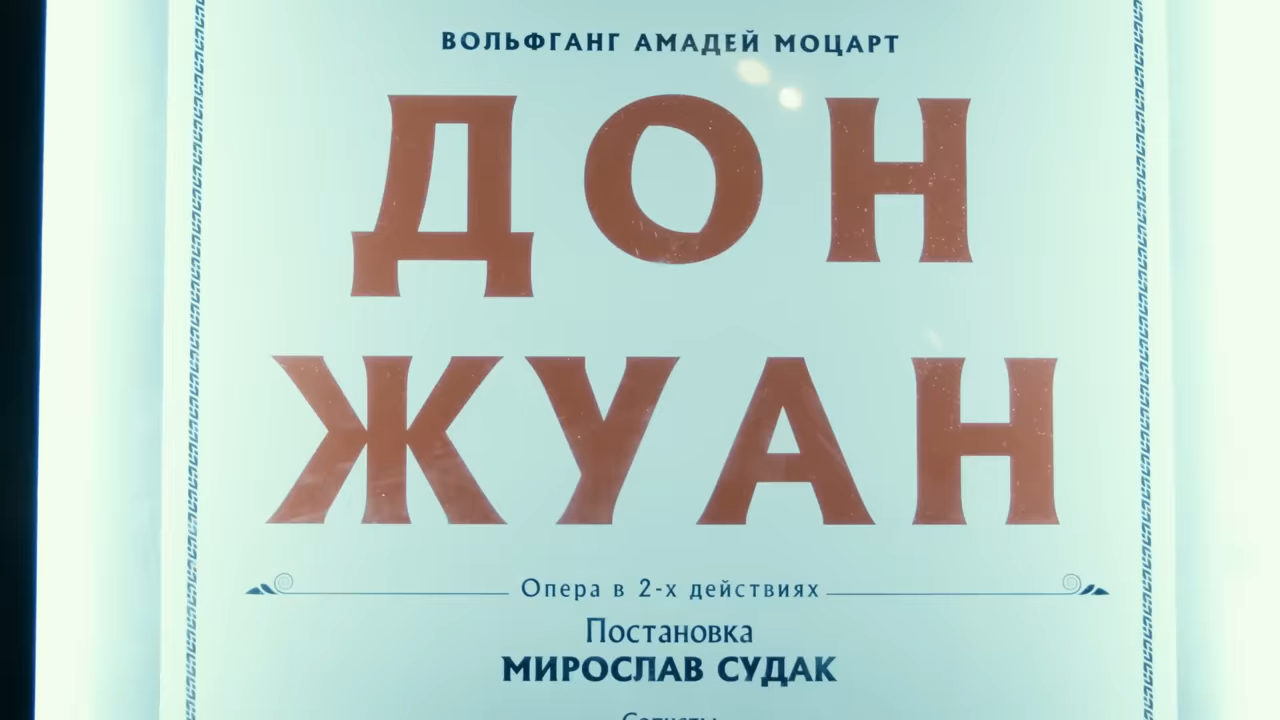 ВОЛЬФГАНГ АМАДЕЙ МОЦАРТ
ДОН
ЖУАН
Опера в 2-х действиях
Постановка
МИРОСЛАВ СУДАК